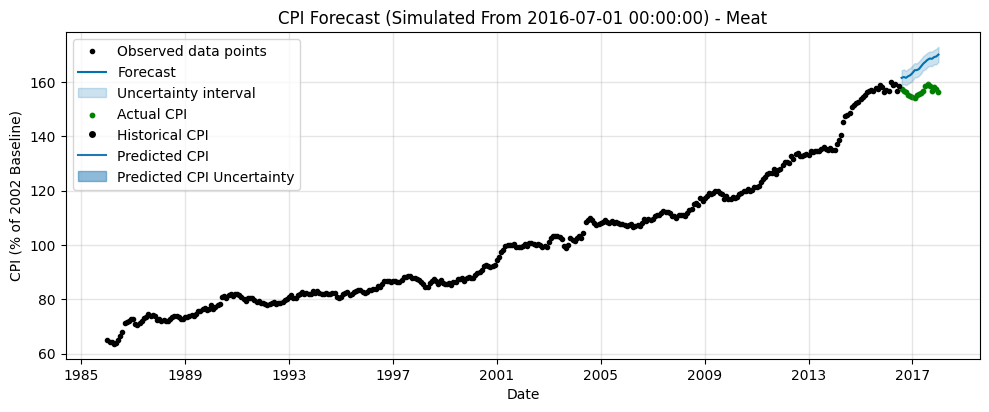 CPI Forecast (Simulated From 2016-07-01 00:00:00) - Meat
Observed data points
Forecast
Uncertainty interval
Actual CPI
Historical CPI
Predicted CPI
Predicted CPI Uncertainty
CPI (% of 2002 Baseline)
160
140
120
100
80
60
1985
1989
1993
1997
2001
2005
2009
2013
2017
Date